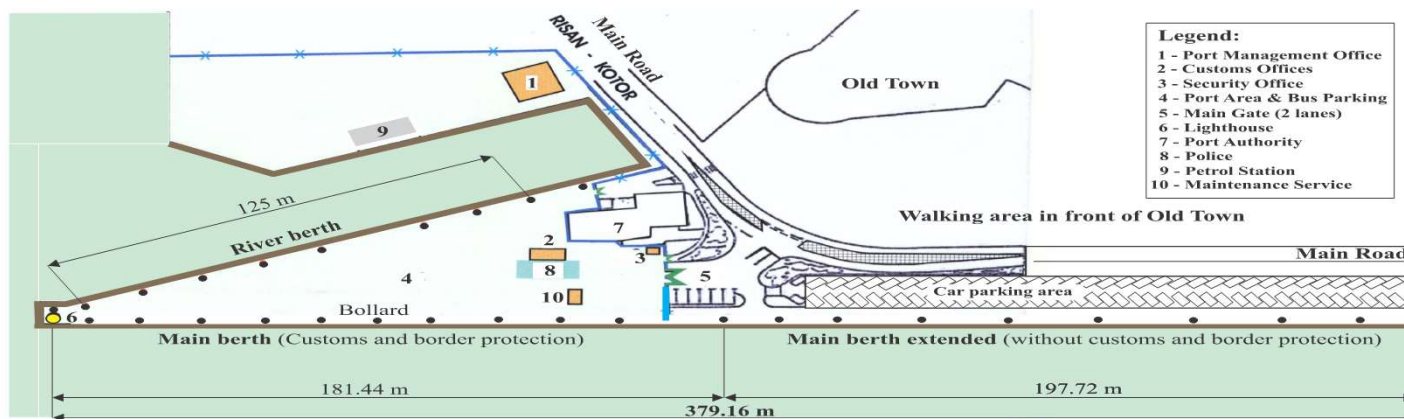 RISAN - KOTOR
Main Road
Old Town
Legend:
1 - Port Management Office
2 - Customs Offices
3 - Security Office
4 - Port Area & Bus Parking
5 - Main Gate (2 lanes)
6 - Lighthouse
7 - Port Authority
8 - Police
9 - Petrol Station
10 - Maintenance Service
1
9
125 m
River berth
Walking area in front of Old Town
7
2
3
8
4
5
10
Main Road
Car parking area
6
Bollard
Main berth (Customs and border protection)
Main berth extended (without customs and border protection)
181.44 m
197.72 m
379.16 m